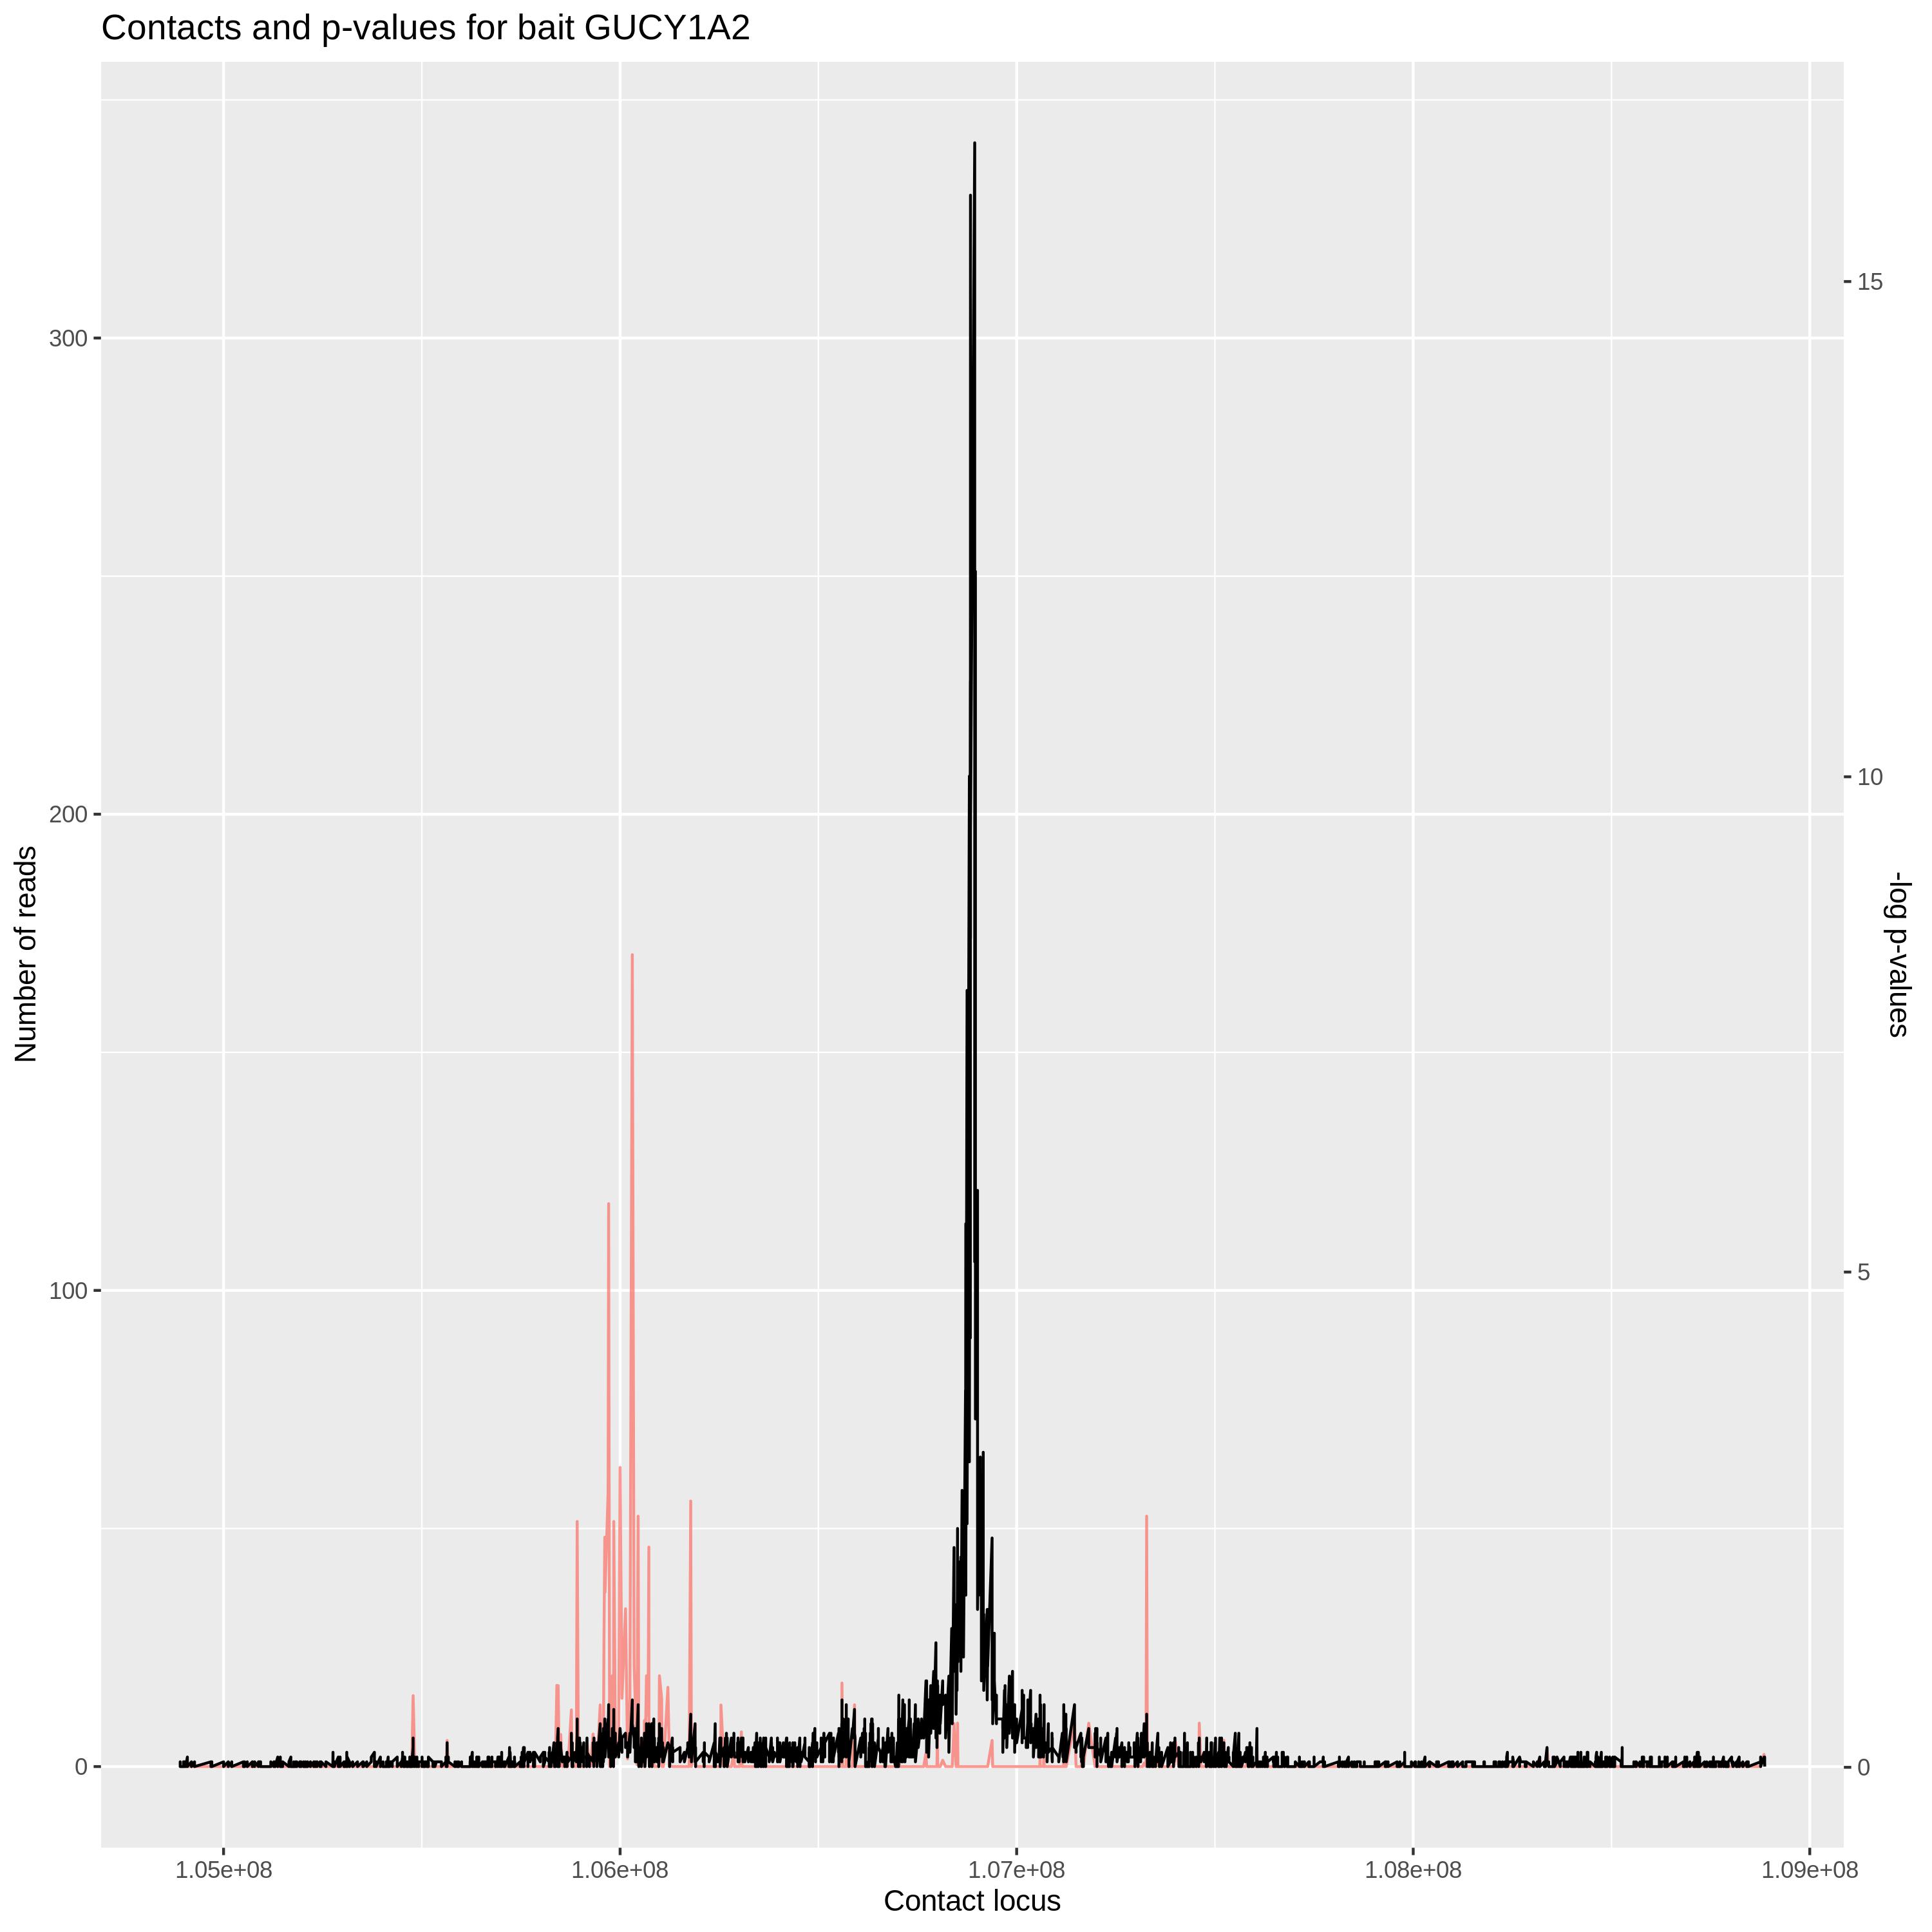 Contacts and p-values for bait GUCY1A2
300
200
100
0
Number of reads
15
10
5
0
-log p-values
1.05e+08
1.06e+08
1.07e+08
1.08e+08
1.09e+08
Contact locus